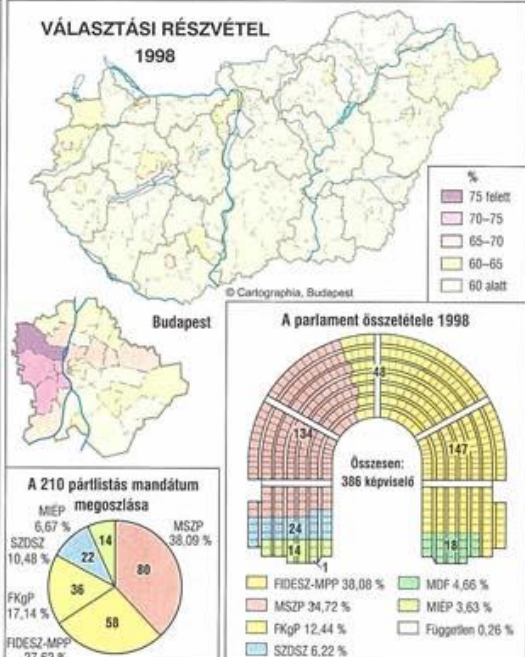 VÁLASZTÁSI RÉSZVÉTEL
1998
%
75 felett
70–75
65–70
60–65
60 alatt
© Cartographia, Budapest
Budapest
A 210 pártlistás mandátum
megoszlása
MIÉP
6,67 %
SZDSZ
10,48 %
FKgP
17,14 %
FIDESZ-MPP
MSZP
38,09 %
14
22
36
58
80
A parlament összetétele 1998
48
134
147
Összesen:
386 képviselő
24
14
18
1
FIDESZ-MPP 38,08 %
MSZP 34,72 %
FKgP 12,44 %
SZDSZ 6,22 %
MDF 4,66 %
MIÉP 3,63 %
Független 0,26 %